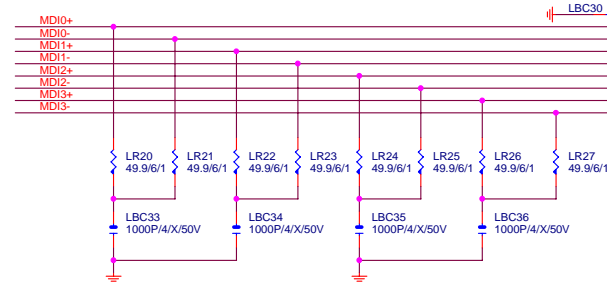 LBC30
MDI0+
MDI0-
MDI1+
MDI1-
MDI2+
MDI2-
MDI3+
MDI3-
LR20
49.9/6/1
LR21
49.9/6/1
LR22
49.9/6/1
LR23
49.9/6/1
LR24
49.9/6/1
LR25
49.9/6/1
LR26
49.9/6/1
LR27
49.9/6/1
LBC33
1000P/4/X/50V
LBC34
1000P/4/X/50V
LBC35
1000P/4/X/50V
LBC36
1000P/4/X/50V